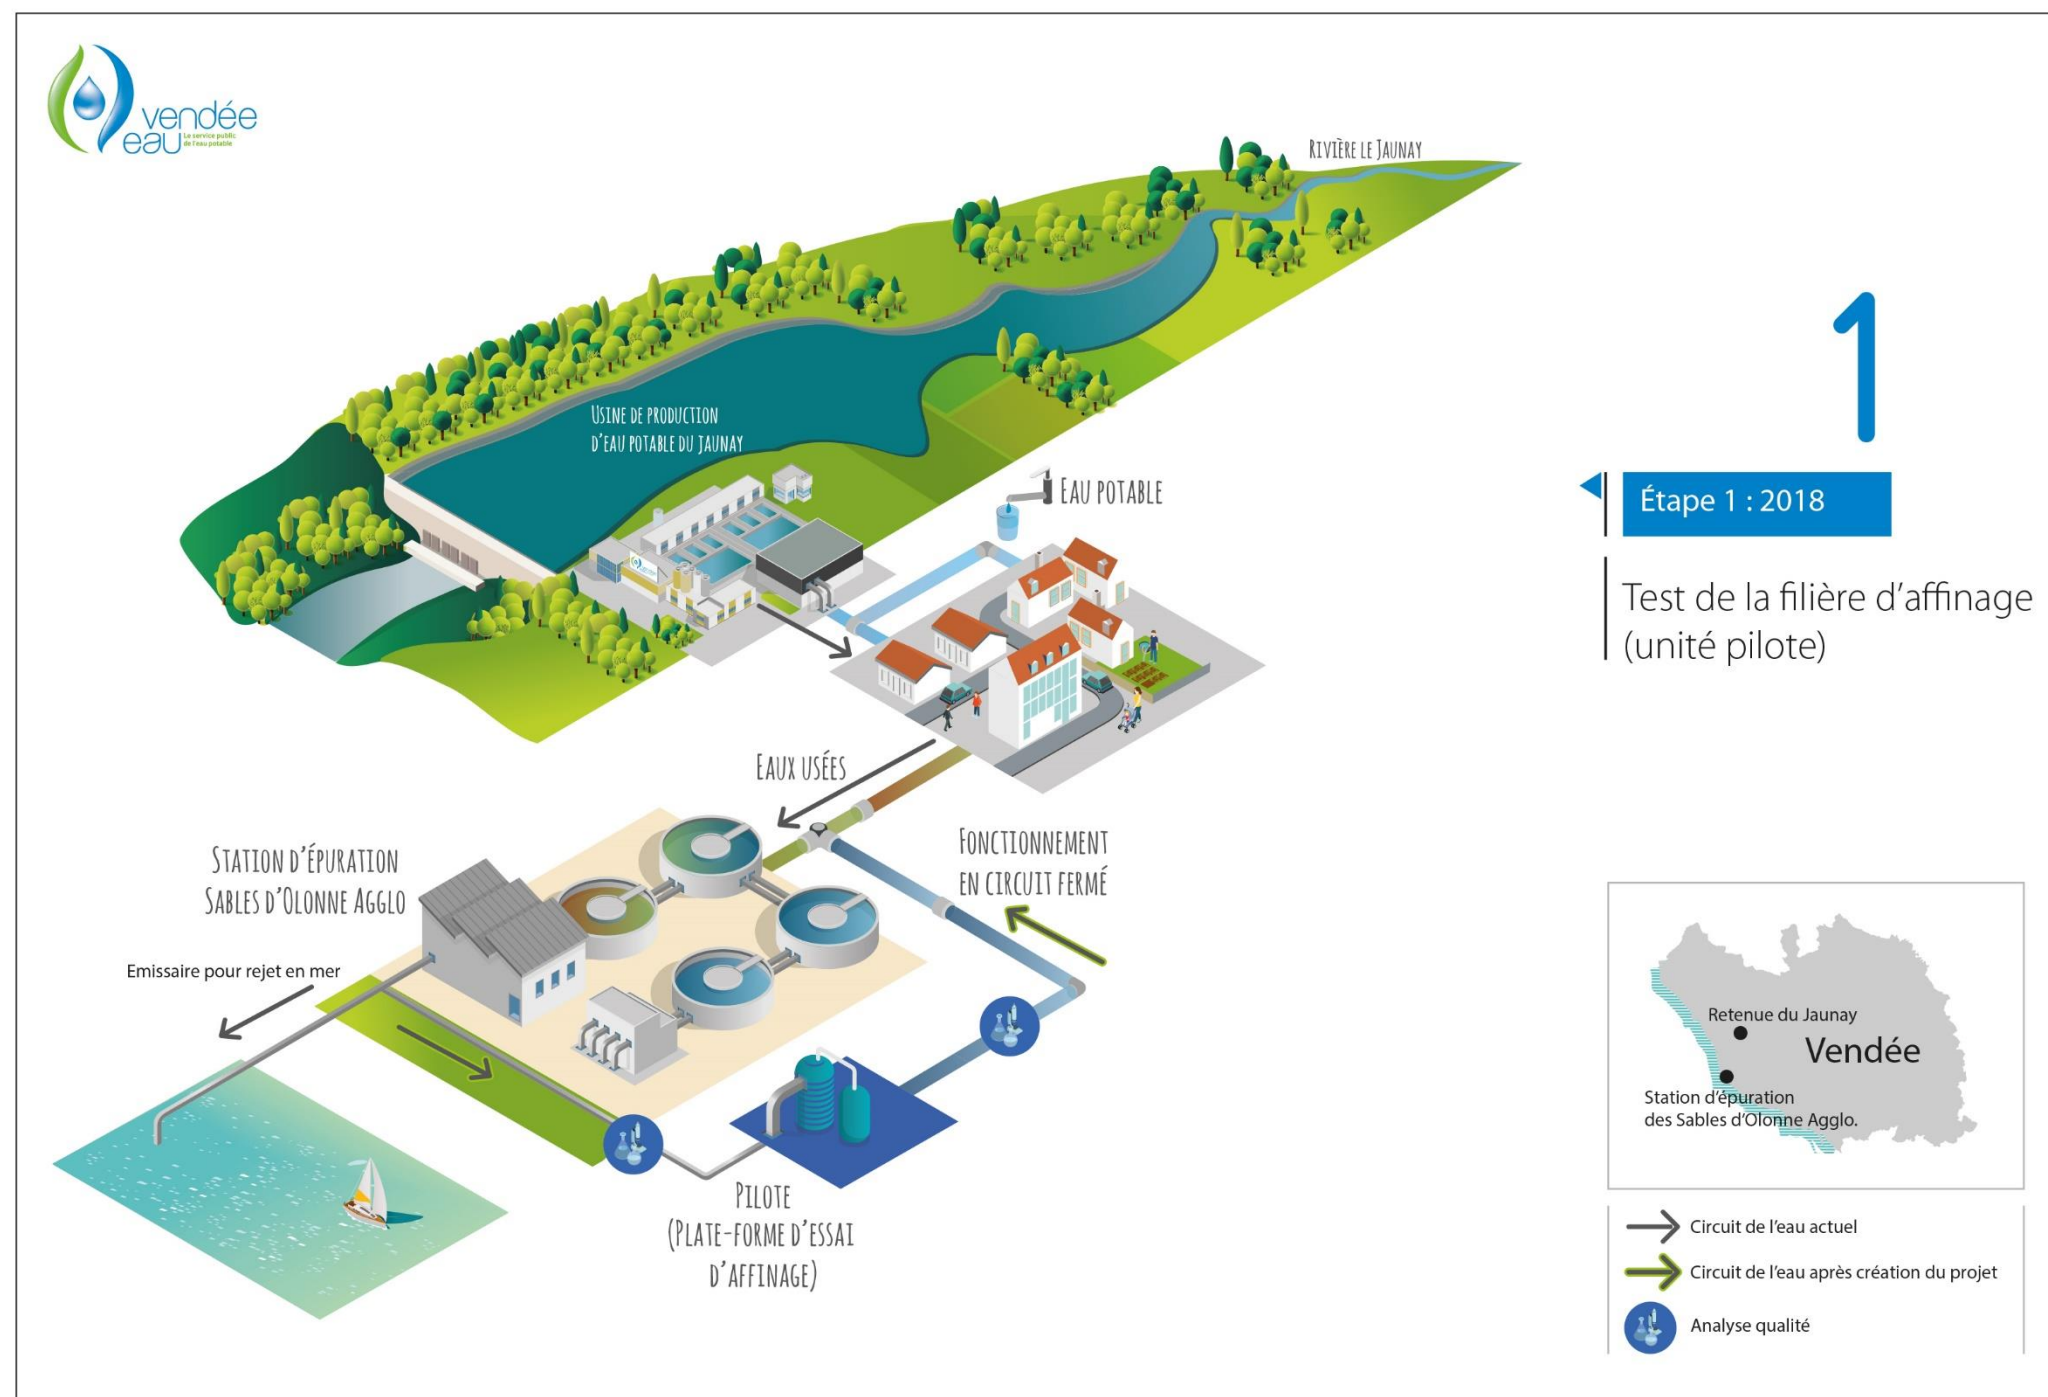 vendée
eau
Le service public
de l'eau potable
RIVIÈRE LE JAUNAY
1
USINE DE PRODUCTION
D'EAU POTABLE DU JAUNAY
EAU POTABLE
Étape 1 : 2018
Test de la filière d'affinage
(unité pilote)
EAUX USÉES
STATION D'ÉPURATION
SABLES D'OLONNE AGGLO
FONCTIONNEMENT
EN CIRCUIT FERMÉ
Emissaire pour rejet en mer
PILOTE
(PLATE-FORME D'ESSAI
D'AFFINAGE)
Retenue du Jaunay
Vendée
Station d'épuration
des Sables d'Olonne Agglo.
Circuit de l'eau actuel
Circuit de l'eau après création du projet
Analyse qualité